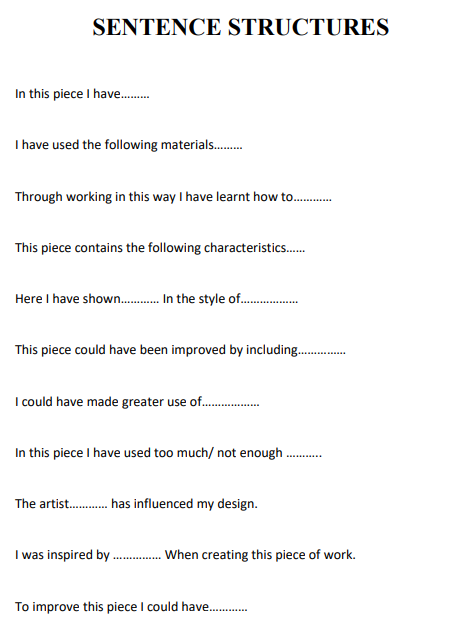 SENTENCE STRUCTURES
In this piece I have………
I have used the following materials………
Through working in this way I have learnt how to…………
This piece contains the following characteristics……
Here I have shown………… In the style of………………
This piece could have been improved by including……………
I could have made greater use of………………
In this piece I have used too much/ not enough ………..
The artist………… has influenced my design.
I was inspired by …………… When creating this piece of work.
To improve this piece I could have…………